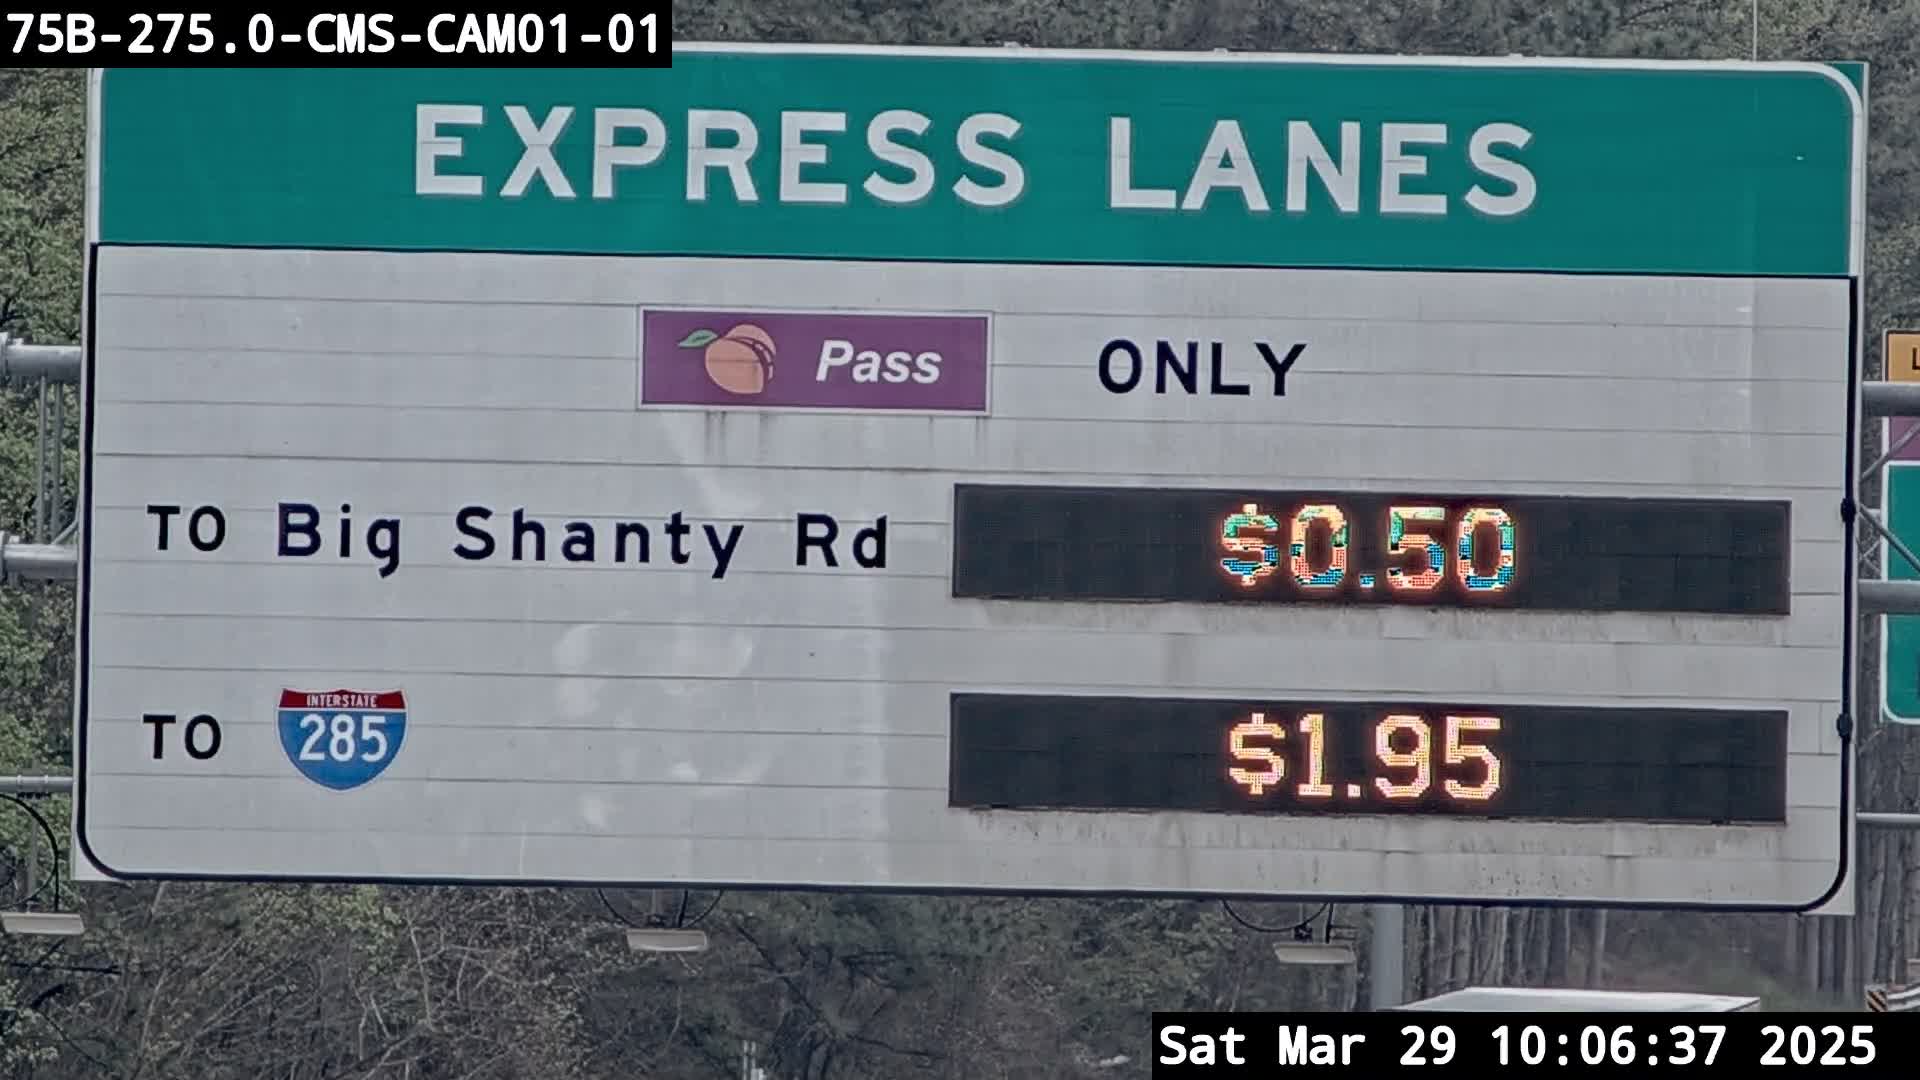 75B-275.0-CMS-CAM01-01
EXPRESS LANES
Pass ONLY
TO Big Shanty Rd $0.50
TO INTERSTATE 285 $1.95
Sat Mar 29 10:06:37 2025